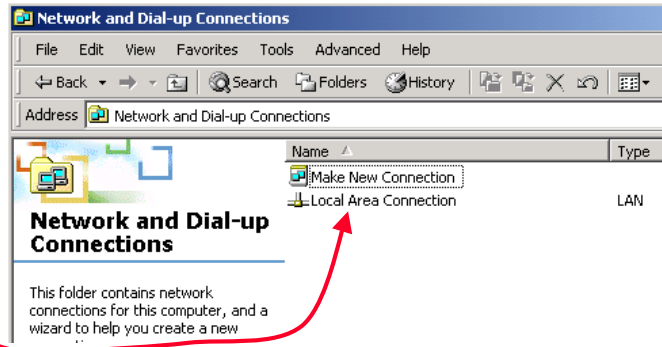 Network and Dial-up Connections
File Edit View Favorites Tools Advanced Help
Back Search Folders History
Address Network and Dial-up Connections
Name Type
Make New Connection
Local Area Connection LAN
Network and Dial-up
Connections
This folder contains network
connections for this computer, and a
wizard to help you create a new